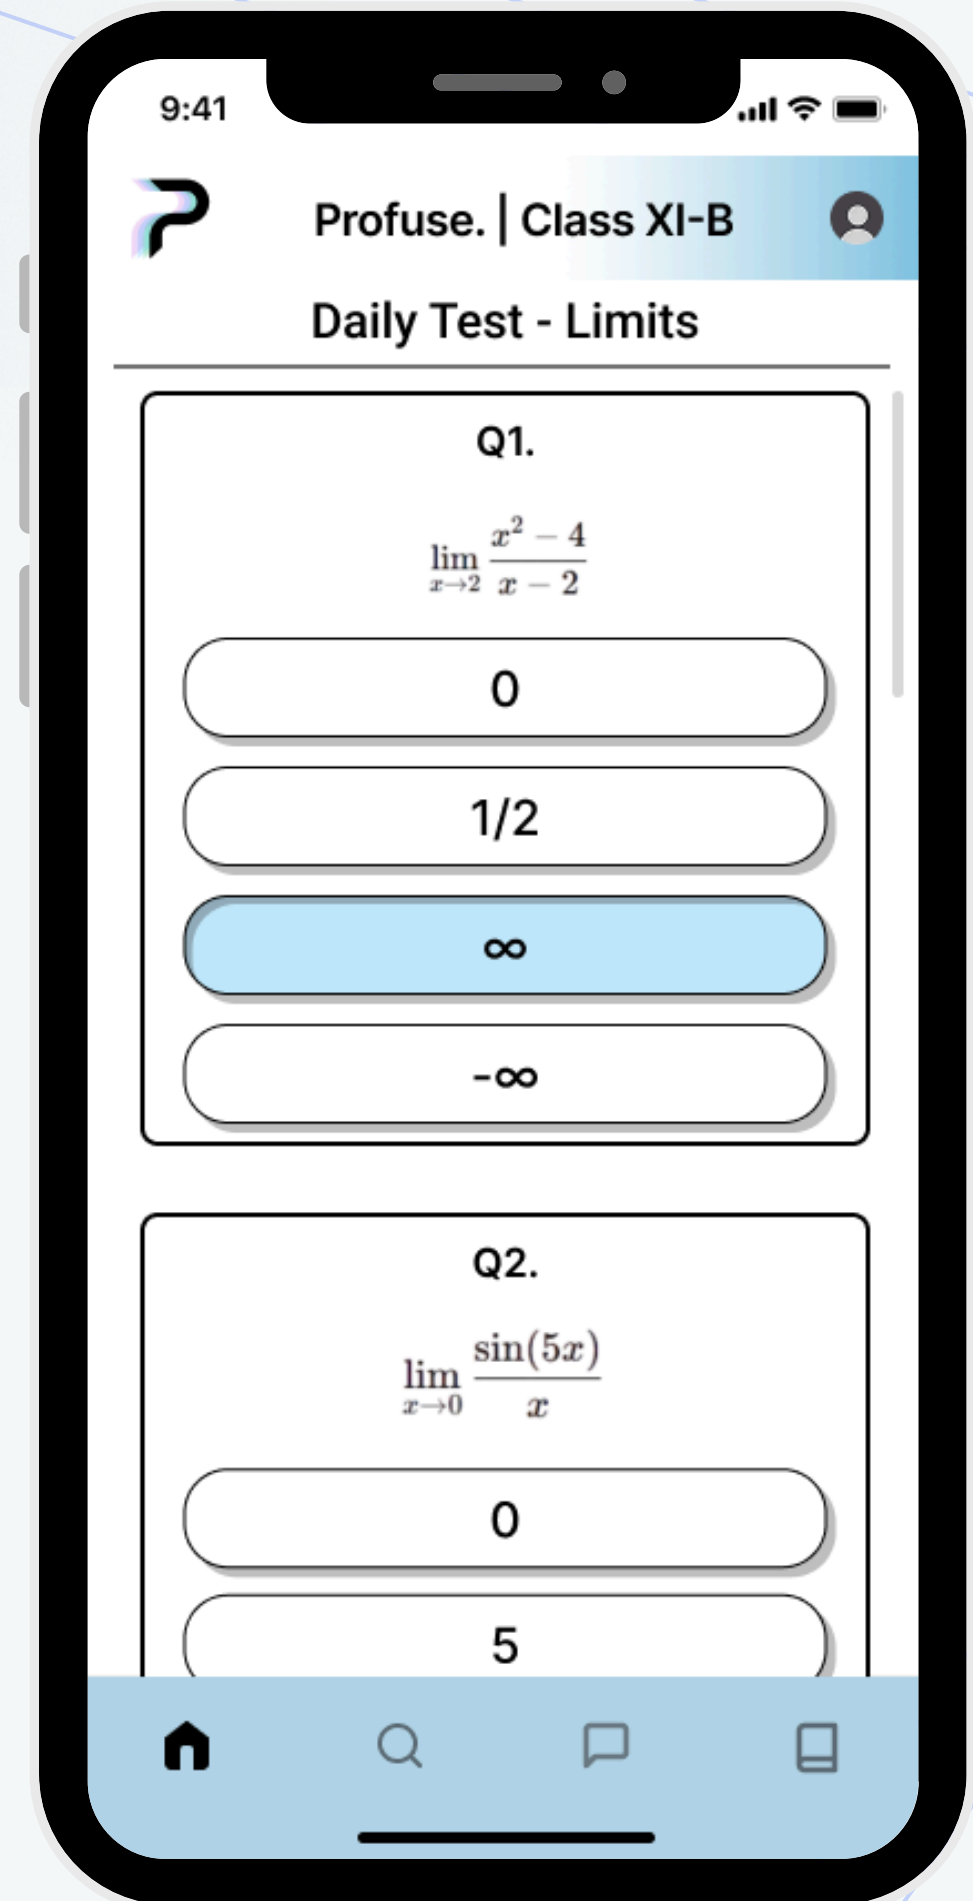 9:41
Profuse. | Class XI-B
Daily Test - Limits
Q1.
lim x→2 (x² − 4)/(x − 2)
0
1/2
∞
-∞
Q2.
lim x→0 sin(5x)/x
0
5